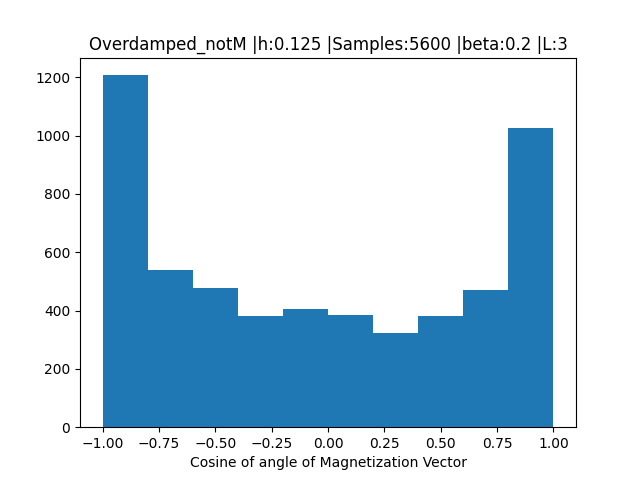 Overdamped_notM |h:0.125 |Samples:5600 |beta:0.2 |L:3
1200
1000
800
600
400
200
0
−1.00 −0.75 −0.50 −0.25 0.00 0.25 0.50 0.75 1.00
Cosine of angle of Magnetization Vector